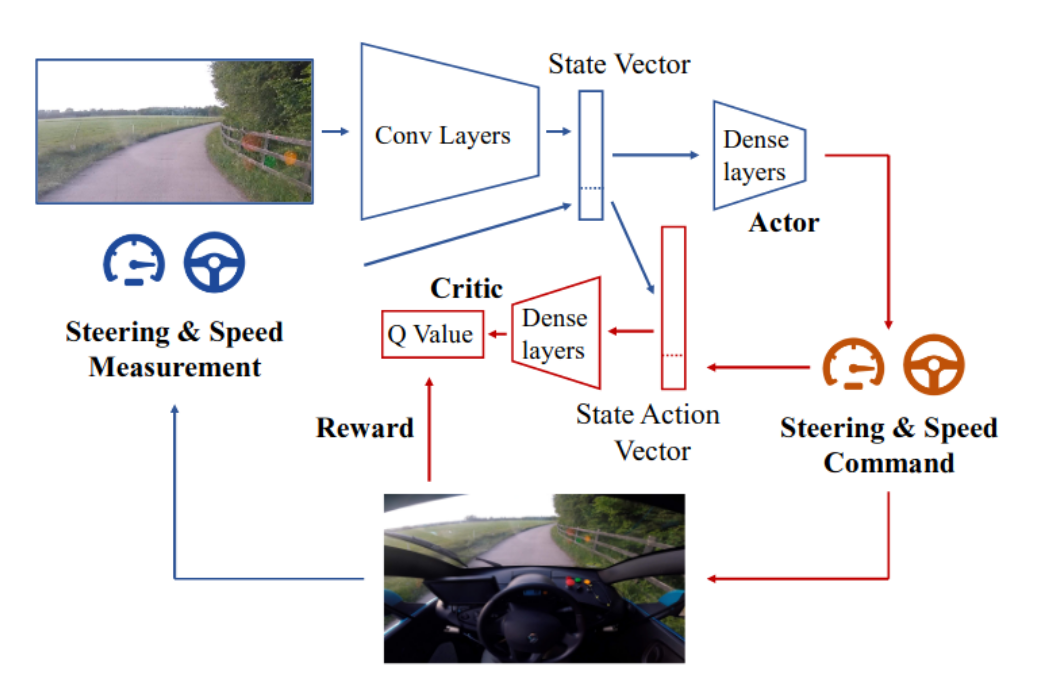 State Vector
Conv Layers
Dense
layers
Actor
Critic
Dense
layers
Q Value
Steering & Speed
Measurement
Reward
State Action
Vector
Steering & Speed
Command